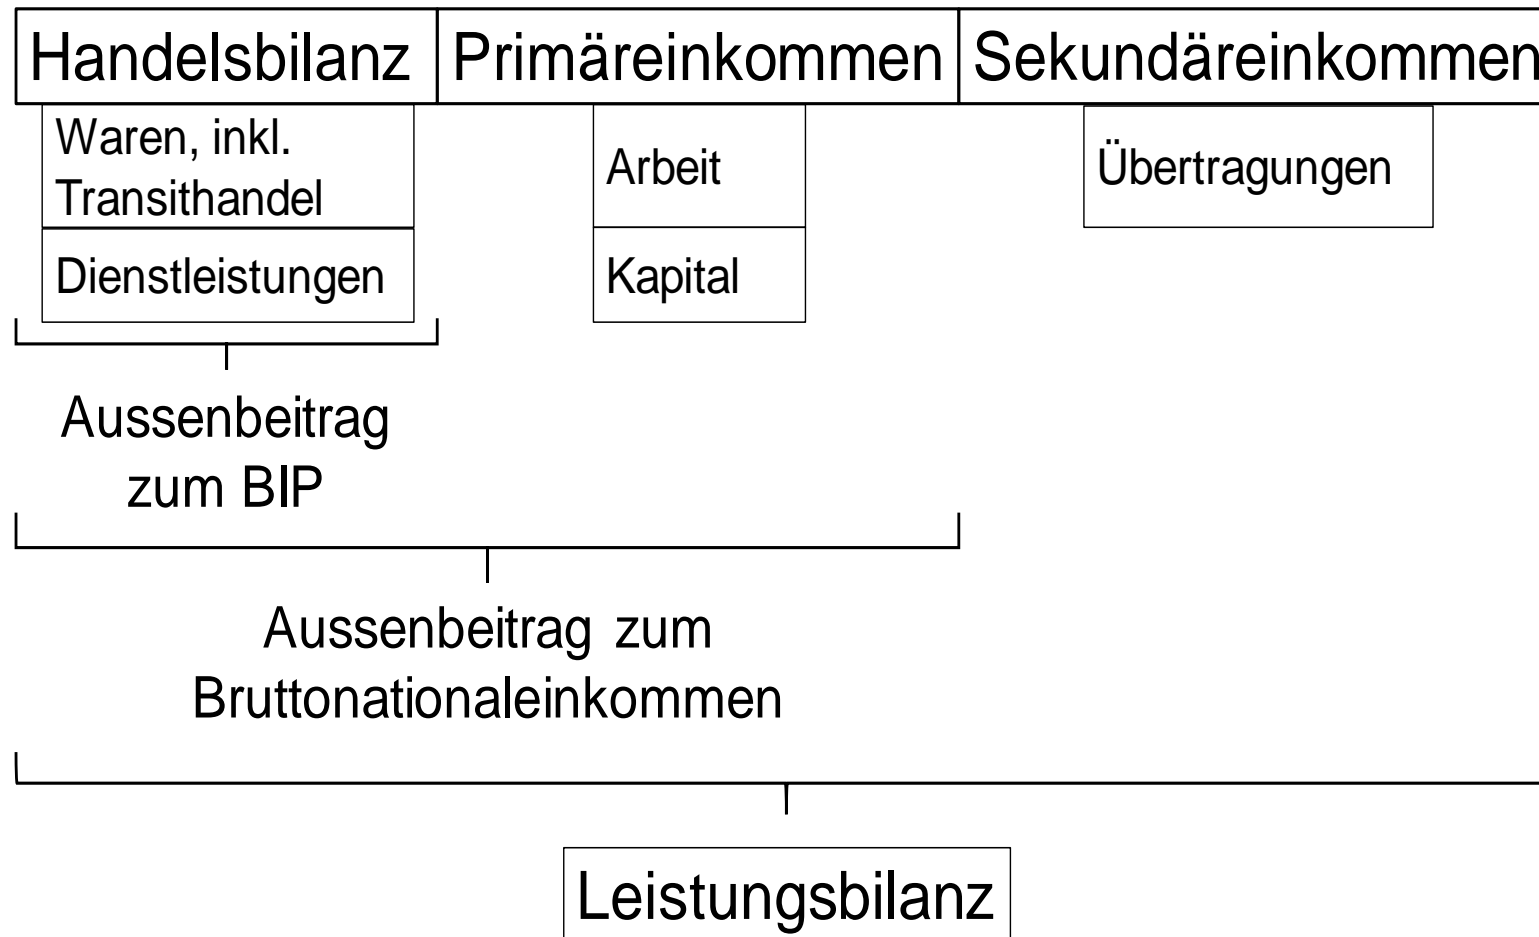 Handelsbilanz
Primäreinkommen
Sekundäreinkommen
Waren, inkl.
Transithandel
Arbeit
Übertragungen
Dienstleistungen
Kapital
Aussenbeitrag
zum BIP
Aussenbeitrag zum
Bruttonationaleinkommen
Leistungsbilanz